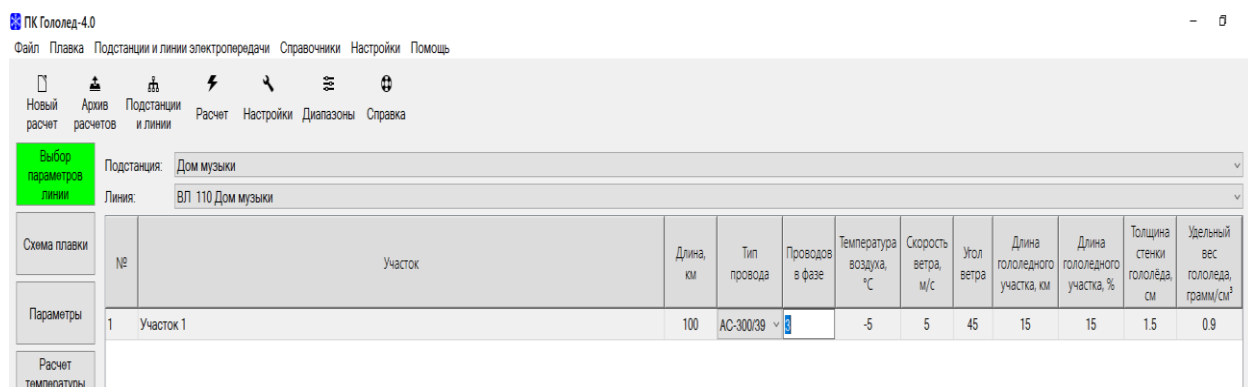 ПК Гололед-4.0
Файл Плавка Подстанции и линии электропередачи Справочники Настройки Помощь
Новый расчет Архив расчетов Подстанции и линии Расчет Настройки Диапазоны Справка
Выбор параметров линии
Подстанция: Дом музыки
Линия: ВЛ 110 Дом музыки
Схема плавки
№ Участок Длина, км Тип провода Проводов в фазе Температура воздуха, °C Скорость ветра, м/с Угол ветра Длина гололедного участка, км Длина гололедного участка, % Толщина стенки гололёда, см Удельный вес гололеда, грамм/см³
Параметры
1 Участок 1 100 АС-300/39 3 -5 5 45 15 15 1.5 0.9
Расчет температуры